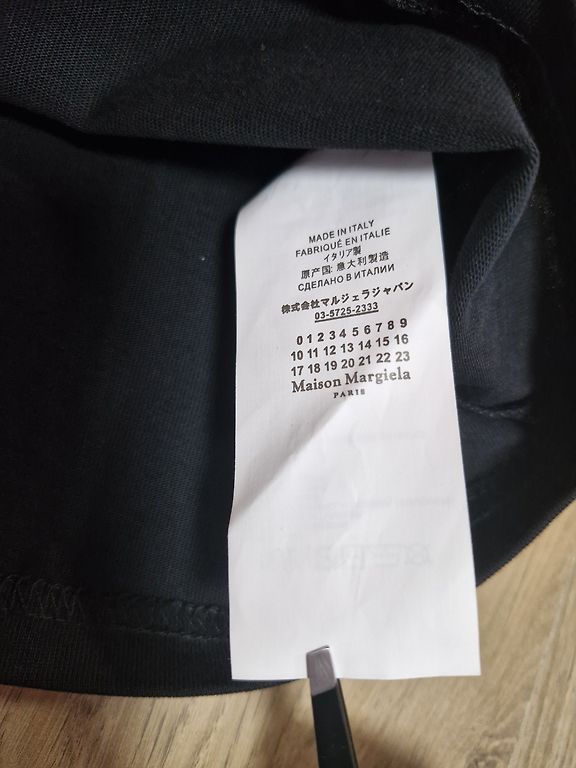 MADE IN ITALY
FABRIQUÉ EN ITALIE
イタリア製
原产国: 意大利製造
СДЕЛАНО В ИТАЛИИ
株式会社マルジェラジャパン
03-5725-2333
0 1 2 3 4 5 6 7 8 9
10 11 12 13 14 15 16
17 18 19 20 21 22 23
Maison Margiela
PARIS